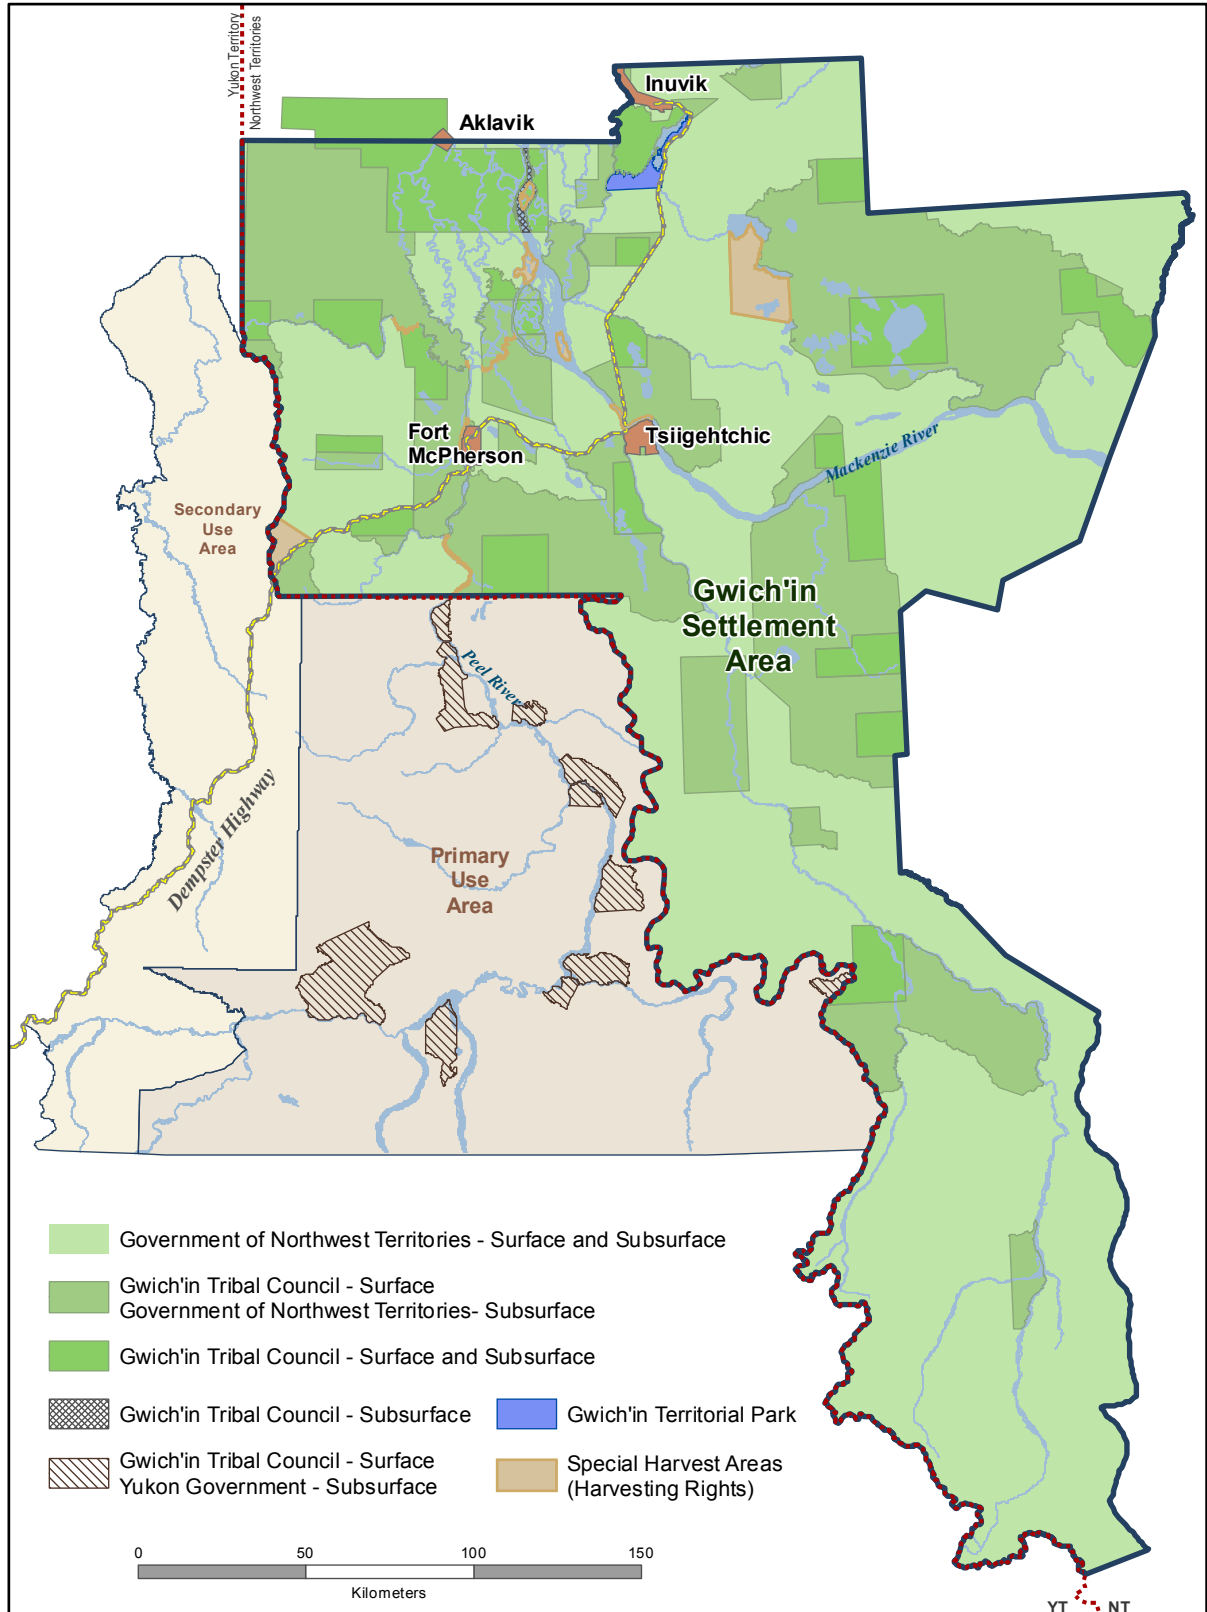 Yukon Territory
Northwest Territories
Inuvik
Aklavik
Fort
McPherson
Tsiigehtchic
Mackenzie River
Secondary
Use
Area
Gwich'in
Settlement
Area
Peel River
Dempster Highway
Primary
Use
Area
Government of Northwest Territories - Surface and Subsurface
Gwich'in Tribal Council - Surface
Government of Northwest Territories- Subsurface
Gwich'in Tribal Council - Surface and Subsurface
Gwich'in Tribal Council - Subsurface
Gwich'in Territorial Park
Gwich'in Tribal Council - Surface
Yukon Government - Subsurface
Special Harvest Areas
(Harvesting Rights)
0 50 100 150
Kilometers
YT NT